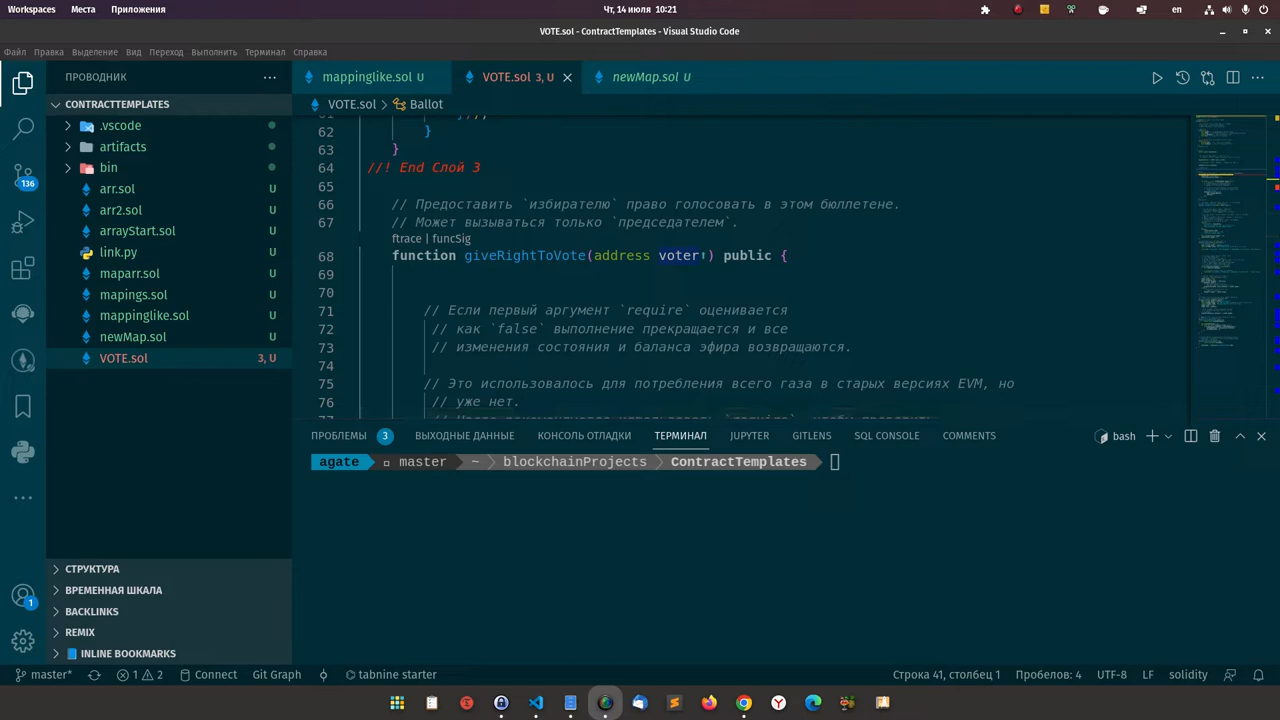 Workspaces Места Приложения Чт, 14 июля 10:21 en
VOTE.sol - ContractTemplates - Visual Studio Code
Файл Правка Выделение Вид Переход Выполнить Терминал Справка
ПРОВОДНИК
mappinglike.sol U VOTE.sol 3, U newMap.sol U
CONTRACTTEMPLATES
VOTE.sol > Ballot
.vscode
artifacts
bin
arr.sol U
arr2.sol U
arrayStart.sol U
link.py U
maparr.sol U
mapings.sol U
mappinglike.sol U
newMap.sol U
VOTE.sol 3, U
136
62 }
63 }
64 //! End Слой 3
65
66 // Предоставить `избирателю` право голосовать в этом бюллетене.
67 // Может вызываться только `председателем`.
ftrace | funcSig
68 function giveRightToVote(address voter↑) public {
69
70
71 // Если первый аргумент `require` оценивается
72 // как `false` выполнение прекращается и все
73 // изменения состояния и баланса эфира возвращаются.
74
75 // Это использовалось для потребления всего газа в старых версиях EVM, но
76 // уже нет.
ПРОБЛЕМЫ 3 ВЫХОДНЫЕ ДАННЫЕ КОНСОЛЬ ОТЛАДКИ ТЕРМИНАЛ JUPYTER GITLENS SQL CONSOLE COMMENTS bash
agate master ~ blockchainProjects ContractTemplates
СТРУКТУРА
ВРЕМЕННАЯ ШКАЛА
BACKLINKS
REMIX
INLINE BOOKMARKS
1
master* 1 2 Connect Git Graph tabnine starter Строка 41, столбец 1 Пробелов: 4 UTF-8 LF solidity